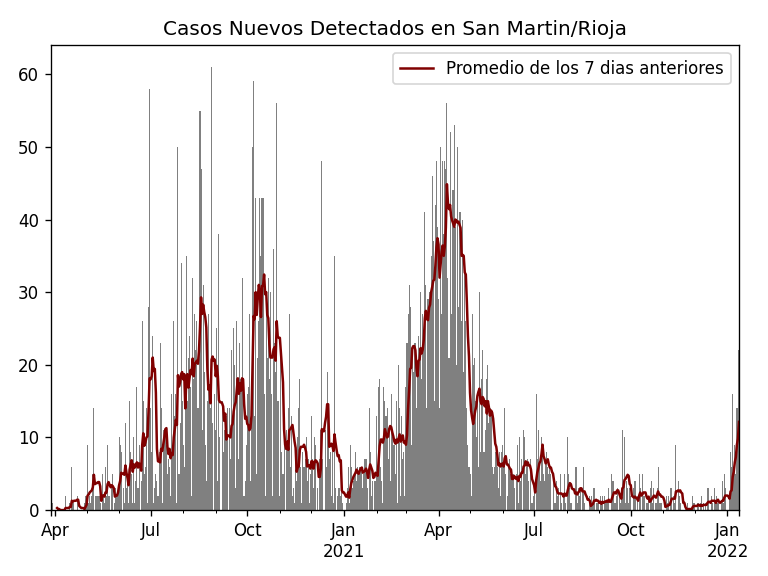 Casos Nuevos Detectados en San Martin/Rioja
Promedio de los 7 dias anteriores
60
50
40
30
20
10
0
Apr Jul Oct Jan Apr Jul Oct Jan
2021 2022